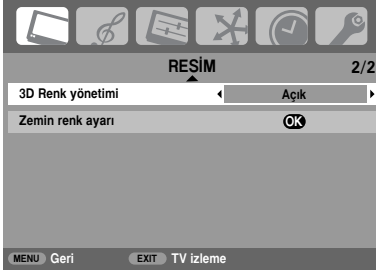 RESİM 2/2
3D Renk yönetimi Açık
Zemin renk ayarı OK
MENU Geri EXIT TV izleme